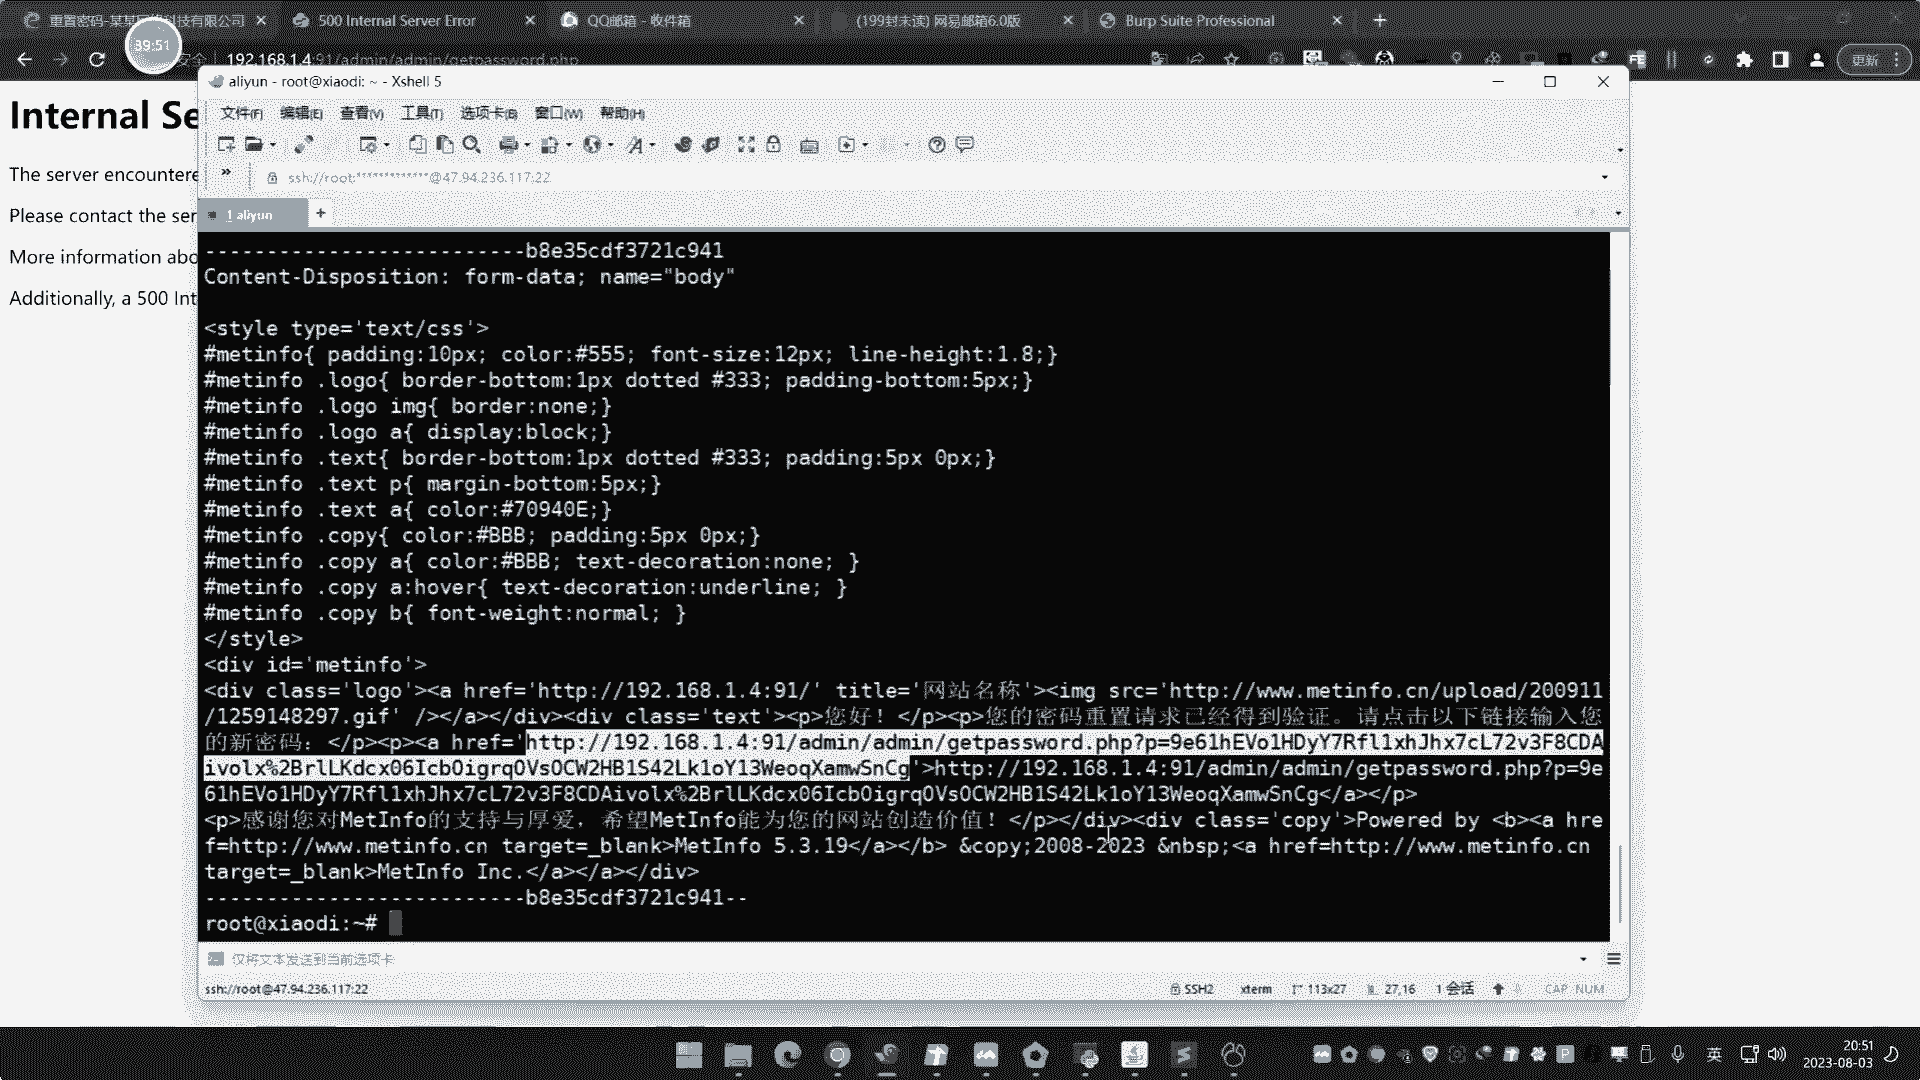 500 Internal Server Error
QQ邮箱 - 收件箱
(199封未读) 网易邮箱6.0版
Burp Suite Professional
39:51
192.168.1.4:91/admin/admin/getpassword.php
更新
Internal Se
The server encountere
Please contact the ser
More information abo
Additionally, a 500 Int
aliyun - root@xiaodi: ~ - Xshell 5
文件(F) 编辑(E) 查看(V) 工具(T) 选项卡(B) 窗口(W) 帮助(H)
ssh://root:*************@47.94.236.117:22
1 aliyun
--------------------------b8e35cdf3721c941
Content-Disposition: form-data; name="body"
<style type='text/css'>
#metinfo{ padding:10px; color:#555; font-size:12px; line-height:1.8;}
#metinfo .logo{ border-bottom:1px dotted #333; padding-bottom:5px;}
#metinfo .logo img{ border:none;}
#metinfo .logo a{ display:block;}
#metinfo .text{ border-bottom:1px dotted #333; padding:5px 0px;}
#metinfo .text p{ margin-bottom:5px;}
#metinfo .text a{ color:#70940E;}
#metinfo .copy{ color:#BBB; padding:5px 0px;}
#metinfo .copy a{ color:#BBB; text-decoration:none; }
#metinfo .copy a:hover{ text-decoration:underline; }
#metinfo .copy b{ font-weight:normal; }
</style>
<div id='metinfo'>
<div class='logo'><a href='http://192.168.1.4:91/' title='网站名称'><img src='http://www.metinfo.cn/upload/200911
/1259148297.gif' /></a></div><div class='text'><p>您好！</p><p>您的密码重置请求已经得到验证。请点击以下链接输入您
的新密码：</p><p><a href='http://192.168.1.4:91/admin/admin/getpassword.php?p=9e61hEVo1HDyY7Rfl1xhJhx7cL72v3F8CDA
ivolx%2BrlLKdcx06IcbOigrqOVsOCW2HB1S42Lk1oY13WeoqXamwSnCg'>http://192.168.1.4:91/admin/admin/getpassword.php?p=9e
61hEVo1HDyY7Rfl1xhJhx7cL72v3F8CDAivolx%2BrlLKdcx06IcbOigrqOVsOCW2HB1S42Lk1oY13WeoqXamwSnCg</a></p>
<p>感谢您对MetInfo的支持与厚爱，希望MetInfo能为您的网站创造价值！</p></div><div class='copy'>Powered by <b><a hre
f=http://www.metinfo.cn target=_blank>MetInfo 5.3.19</a></b> &copy;2008-2023 &nbsp;<a href=http://www.metinfo.cn
target=_blank>MetInfo Inc.</a></a></div>
--------------------------b8e35cdf3721c941--
root@xiaodi:~#
仅将文本发送到当前选项卡
ssh://root@47.94.236.117:22
SSH2
xterm
113x27
27,16
1 会话
CAP NUM
英
20:51
2023-08-03